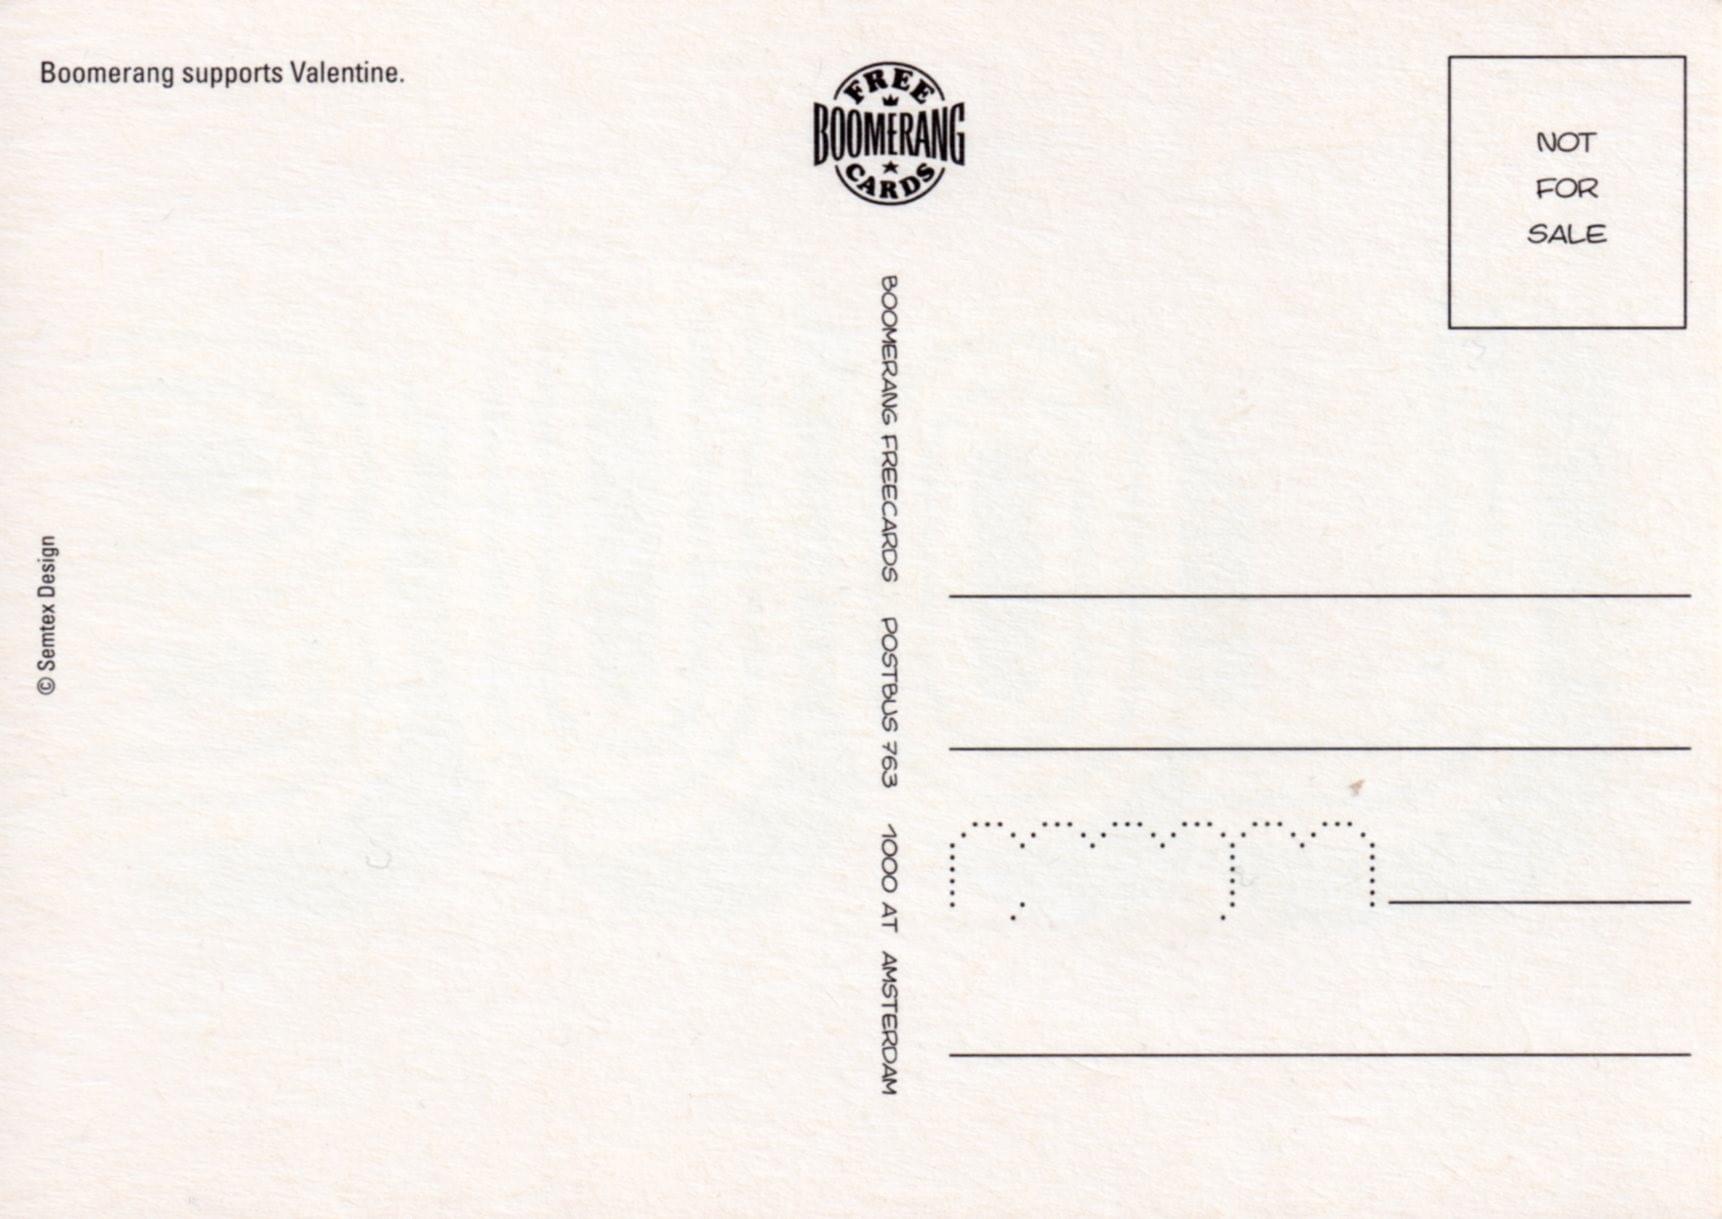 Boomerang supports Valentine.
FREE
BOOMERANG
CARDS
NOT
FOR
SALE
BOOMERANG FREECARDS POSTBUS 763 1000 AT AMSTERDAM
© Semtex Design